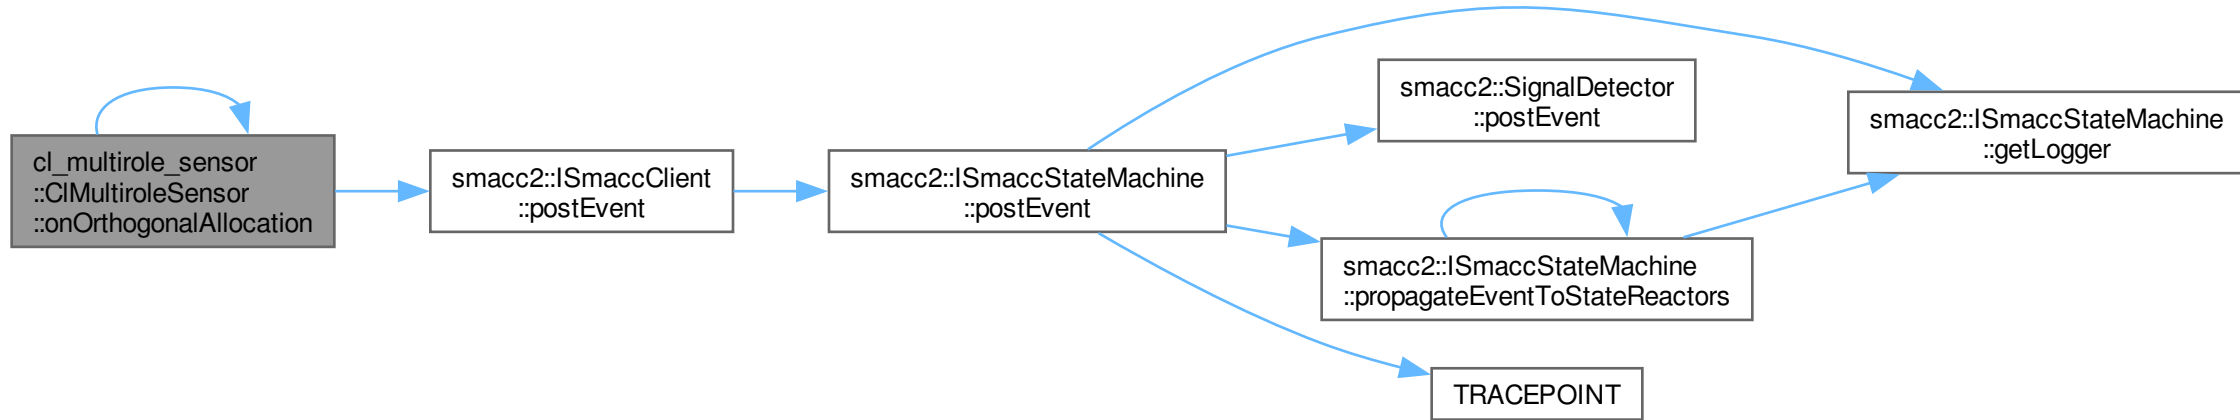 cl_multirole_sensor
::ClMultiroleSensor
::onOrthogonalAllocation
smacc2::ISmaccClient
::postEvent
smacc2::ISmaccStateMachine
::postEvent
smacc2::SignalDetector
::postEvent
smacc2::ISmaccStateMachine
::propagateEventToStateReactors
TRACEPOINT
smacc2::ISmaccStateMachine
::getLogger